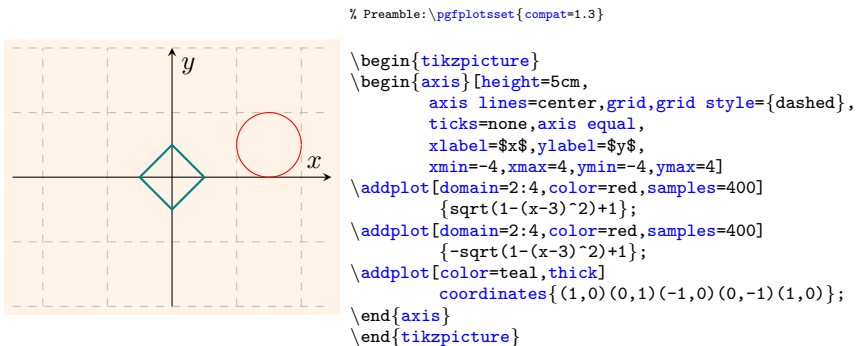 % Preamble:\pgfplotsset{compat=1.3}
y
x
\begin{tikzpicture}
\begin{axis}[height=5cm,
axis lines=center,grid,grid style={dashed},
ticks=none,axis equal,
xlabel=$x$,ylabel=$y$,
xmin=-4,xmax=4,ymin=-4,ymax=4]
\addplot[domain=2:4,color=red,samples=400]
{sqrt(1-(x-3)^2)+1};
\addplot[domain=2:4,color=red,samples=400]
{-sqrt(1-(x-3)^2)+1};
\addplot[color=teal,thick]
coordinates{(1,0)(0,1)(-1,0)(0,-1)(1,0)};
\end{axis}
\end{tikzpicture}